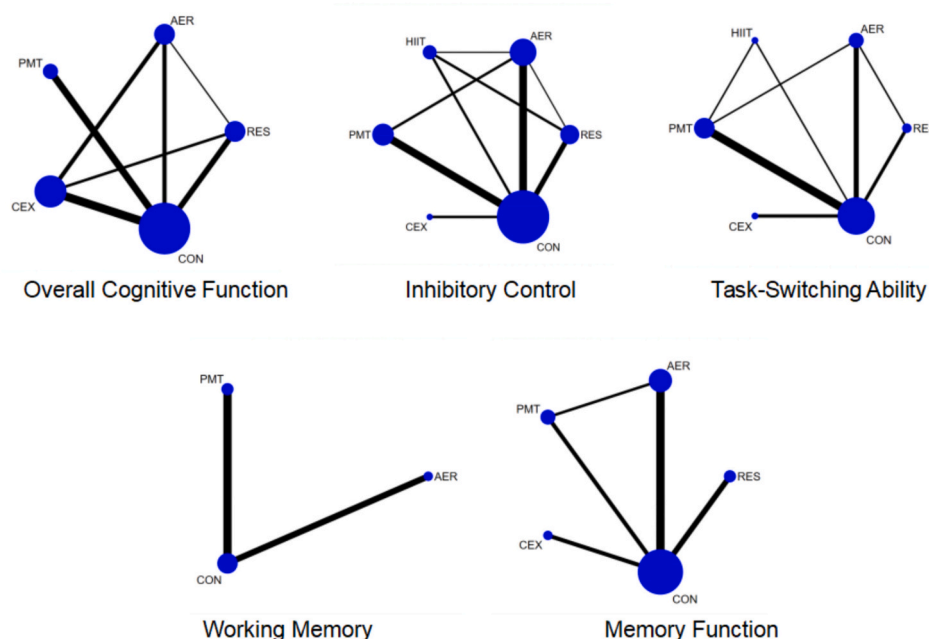 AER
PMT
RES
CEX
CON
Overall Cognitive Function
HIIT
AER
PMT
RES
CEX
CON
Inhibitory Control
HIIT
AER
PMT
RE
CEX
CON
Task-Switching Ability
PMT
AER
CON
Working Memory
AER
PMT
RES
CEX
CON
Memory Function